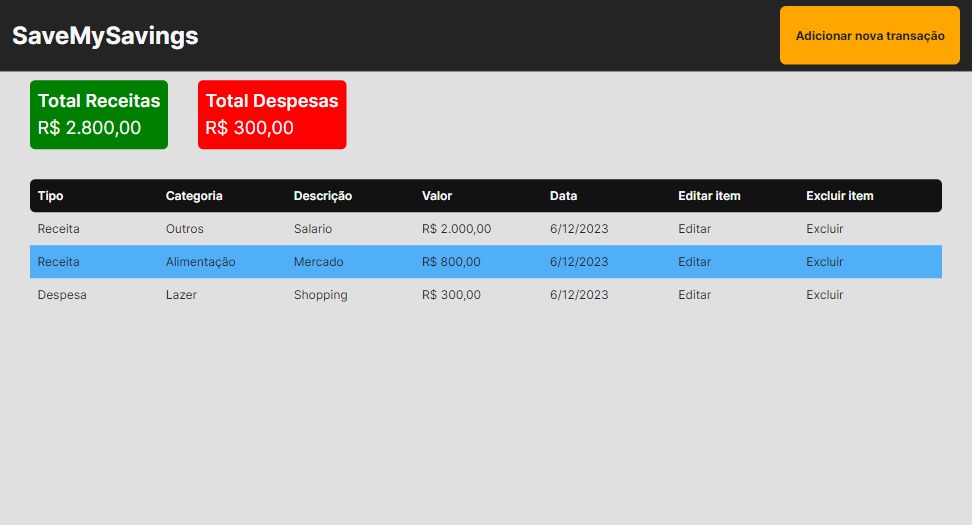 SaveMySavings
Adicionar nova transação
Total Receitas
R$ 2.800,00
Total Despesas
R$ 300,00
Tipo Categoria Descrição Valor Data Editar item Excluir item
Receita Outros Salario R$ 2.000,00 6/12/2023 Editar Excluir
Receita Alimentação Mercado R$ 800,00 6/12/2023 Editar Excluir
Despesa Lazer Shopping R$ 300,00 6/12/2023 Editar Excluir